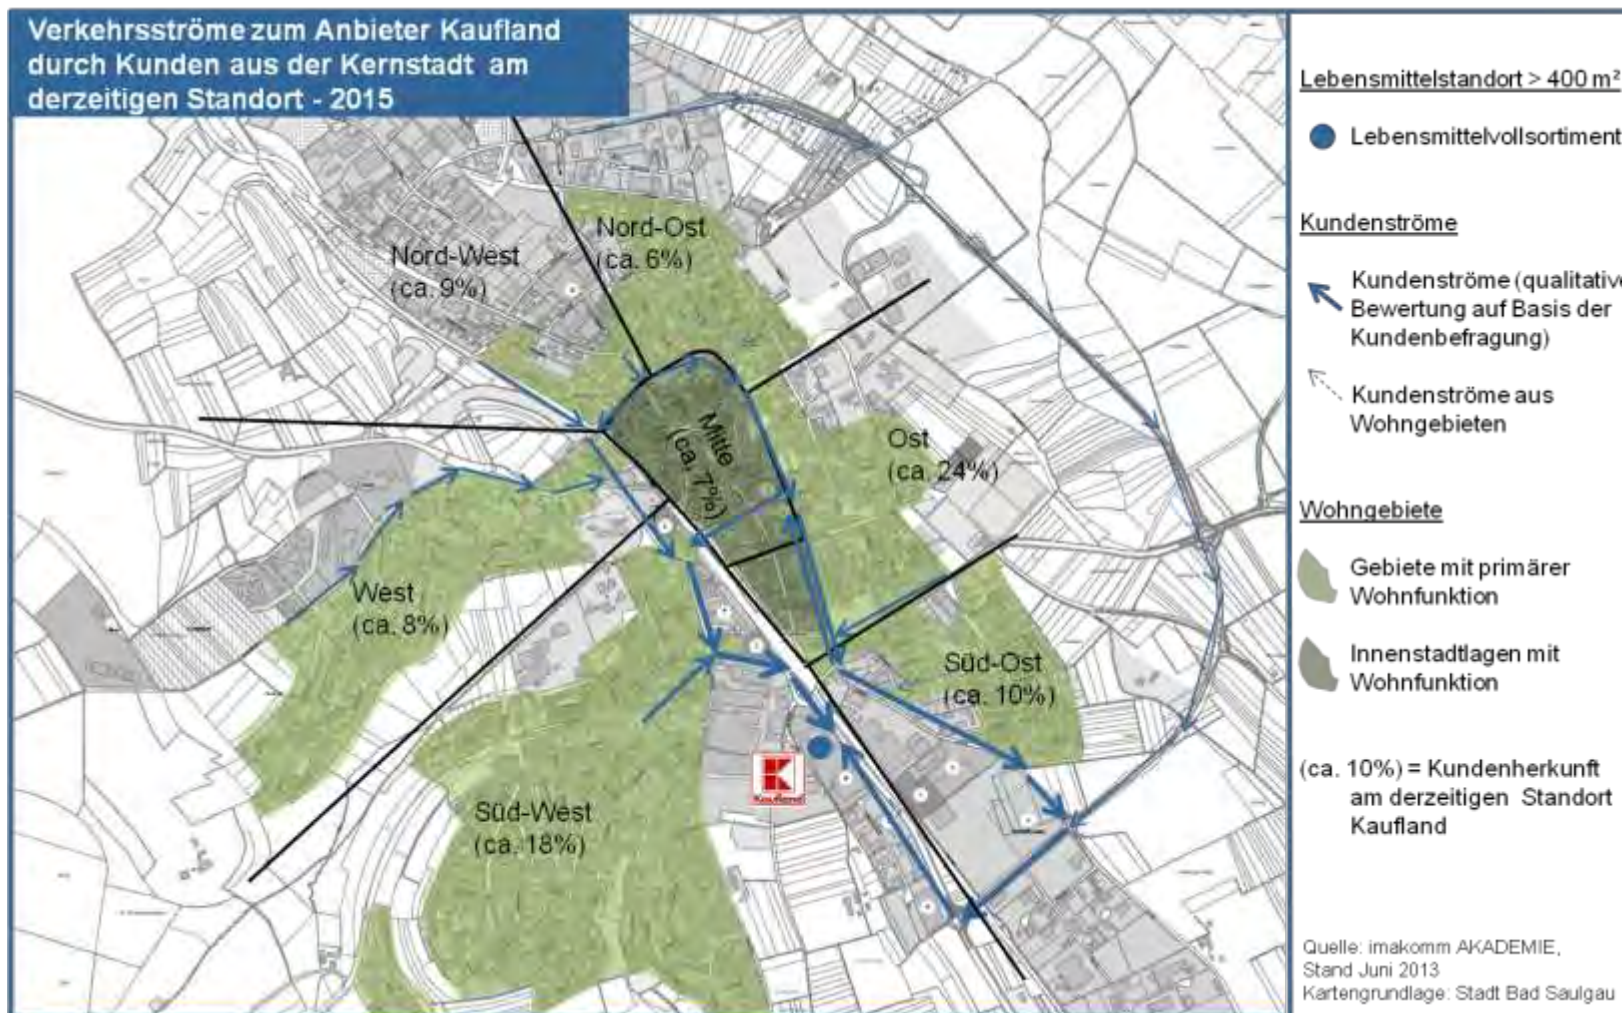 Verkehrsströme zum Anbieter Kaufland
durch Kunden aus der Kernstadt am
derzeitigen Standort - 2015
Nord-Ost
(ca. 6%)
Nord-West
(ca. 9%)
Mitte
(ca. 7%)
Ost
(ca. 24%)
West
(ca. 8%)
Süd-Ost
(ca. 10%)
Süd-West
(ca. 18%)
Kaufland
Lebensmittelstandort > 400 m²
Lebensmittelvollsortiment
Kundenströme
Kundenströme (qualitative
Bewertung auf Basis der
Kundenbefragung)
Kundenströme aus
Wohngebieten
Wohngebiete
Gebiete mit primärer
Wohnfunktion
Innenstadtlagen mit
Wohnfunktion
(ca. 10%) = Kundenherkunft
am derzeitigen Standort
Kaufland
Quelle: imakomm AKADEMIE,
Stand Juni 2013
Kartengrundlage: Stadt Bad Saulgau